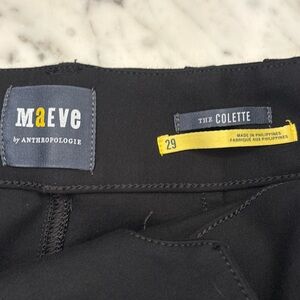 MaEVe
by ANTHROPOLOGIE
THE COLETTE
29
MADE IN PHILIPPINES
FABRIQUÉ AUX PHILIPPINES